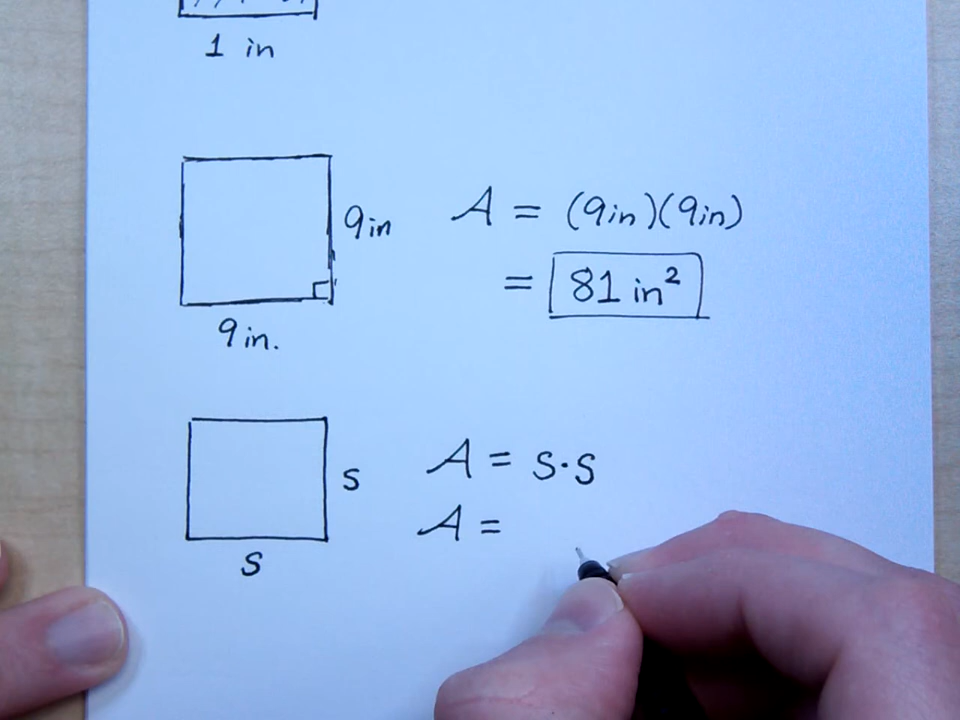 1 in
9in A = (9in)(9in)
= 81 in²
9in.
s A = s·s
A =
s